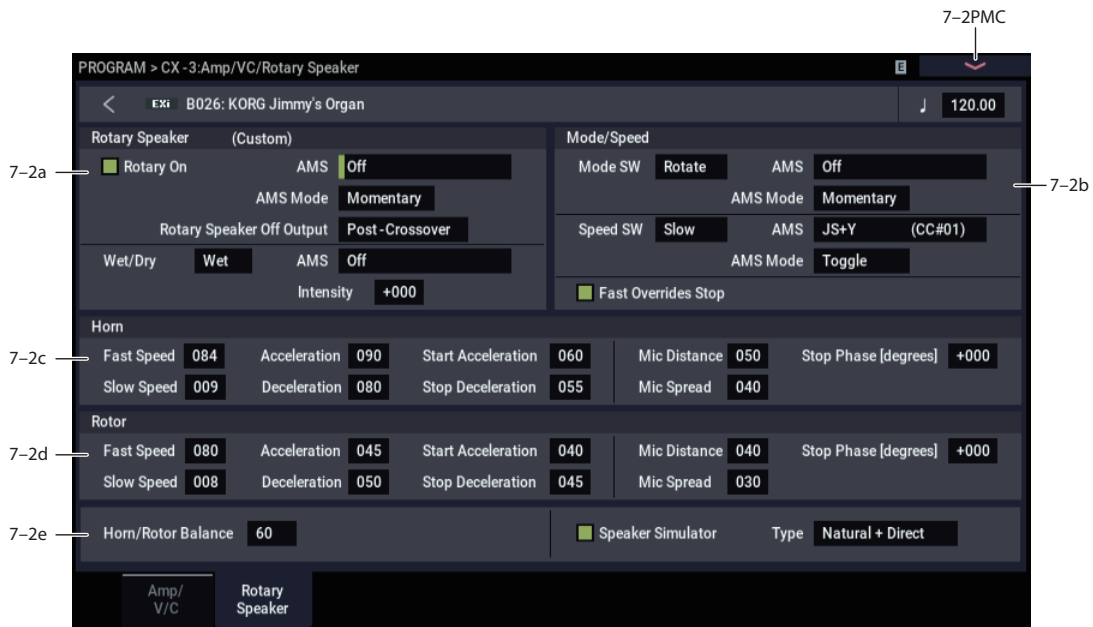 7–2PMC
PROGRAM > CX -3:Amp/VC/Rotary Speaker E
EXi B026: KORG Jimmy's Organ ♩ 120.00
Rotary Speaker (Custom)
7–2a
Rotary On AMS Off
AMS Mode Momentary
Rotary Speaker Off Output Post-Crossover
Wet/Dry Wet AMS Off
Intensity +000
Mode/Speed
7–2b
Mode SW Rotate AMS Off
AMS Mode Momentary
Speed SW Slow AMS JS+Y (CC#01)
AMS Mode Toggle
Fast Overrides Stop
Horn
7–2c
Fast Speed 084 Acceleration 090 Start Acceleration 060 Mic Distance 050 Stop Phase [degrees] +000
Slow Speed 009 Deceleration 080 Stop Deceleration 055 Mic Spread 040
Rotor
7–2d
Fast Speed 080 Acceleration 045 Start Acceleration 040 Mic Distance 040 Stop Phase [degrees] +000
Slow Speed 008 Deceleration 050 Stop Deceleration 045 Mic Spread 030
7–2e
Horn/Rotor Balance 60 Speaker Simulator Type Natural + Direct
Amp/
V/C
Rotary
Speaker